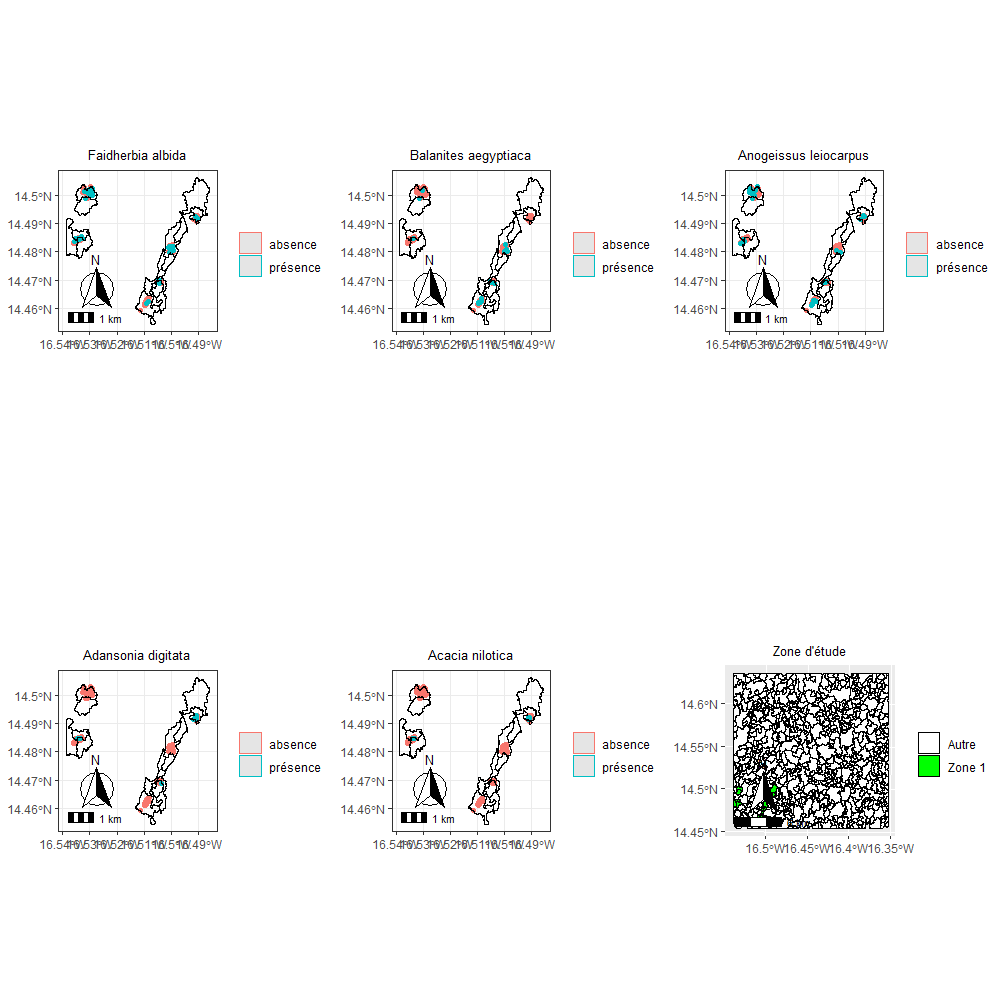 Faidherbia albida
14.5°N
14.49°N
14.48°N
14.47°N
14.46°N
N
1 km
absence
présence
Balanites aegyptiaca
14.5°N
14.49°N
14.48°N
14.47°N
14.46°N
N
1 km
absence
présence
Anogeissus leiocarpus
14.5°N
14.49°N
14.48°N
14.47°N
14.46°N
N
1 km
absence
présence
Adansonia digitata
14.5°N
14.49°N
14.48°N
14.47°N
14.46°N
N
1 km
absence
présence
Acacia nilotica
14.5°N
14.49°N
14.48°N
14.47°N
14.46°N
N
1 km
absence
présence
Zone d'étude
14.6°N
14.55°N
14.5°N
14.45°N
16.5°W 16.45°W 16.4°W 16.35°W
Autre
Zone 1